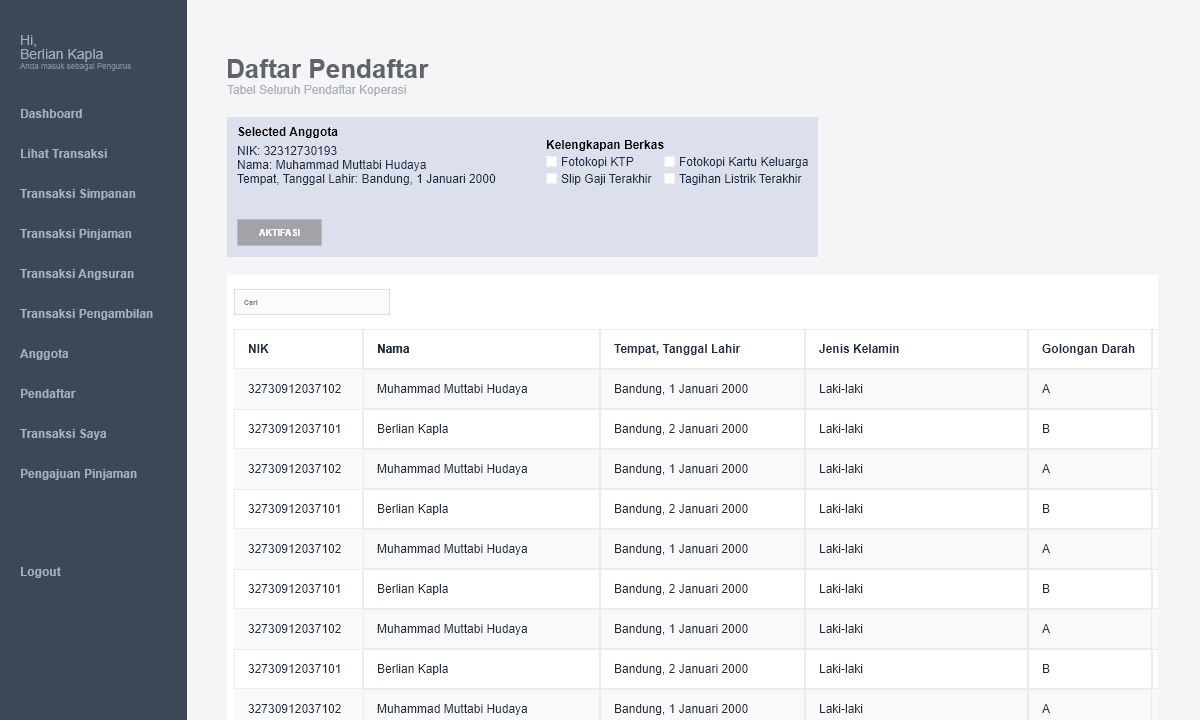 Hi,
Berlian Kapla
Anda masuk sebagai Pengurus
Dashboard
Lihat Transaksi
Transaksi Simpanan
Transaksi Pinjaman
Transaksi Angsuran
Transaksi Pengambilan
Anggota
Pendaftar
Transaksi Saya
Pengajuan Pinjaman
Logout
Daftar Pendaftar
Tabel Seluruh Pendaftar Koperasi
Selected Anggota
NIK: 32312730193
Nama: Muhammad Muttabi Hudaya
Tempat, Tanggal Lahir: Bandung, 1 Januari 2000
Kelengkapan Berkas
Fotokopi KTP Fotokopi Kartu Keluarga
Slip Gaji Terakhir Tagihan Listrik Terakhir
AKTIFASI
Cari
NIK Nama Tempat, Tanggal Lahir Jenis Kelamin Golongan Darah
32730912037102 Muhammad Muttabi Hudaya Bandung, 1 Januari 2000 Laki-laki A
32730912037101 Berlian Kapla Bandung, 2 Januari 2000 Laki-laki B
32730912037102 Muhammad Muttabi Hudaya Bandung, 1 Januari 2000 Laki-laki A
32730912037101 Berlian Kapla Bandung, 2 Januari 2000 Laki-laki B
32730912037102 Muhammad Muttabi Hudaya Bandung, 1 Januari 2000 Laki-laki A
32730912037101 Berlian Kapla Bandung, 2 Januari 2000 Laki-laki B
32730912037102 Muhammad Muttabi Hudaya Bandung, 1 Januari 2000 Laki-laki A
32730912037101 Berlian Kapla Bandung, 2 Januari 2000 Laki-laki B
32730912037102 Muhammad Muttabi Hudaya Bandung, 1 Januari 2000 Laki-laki A